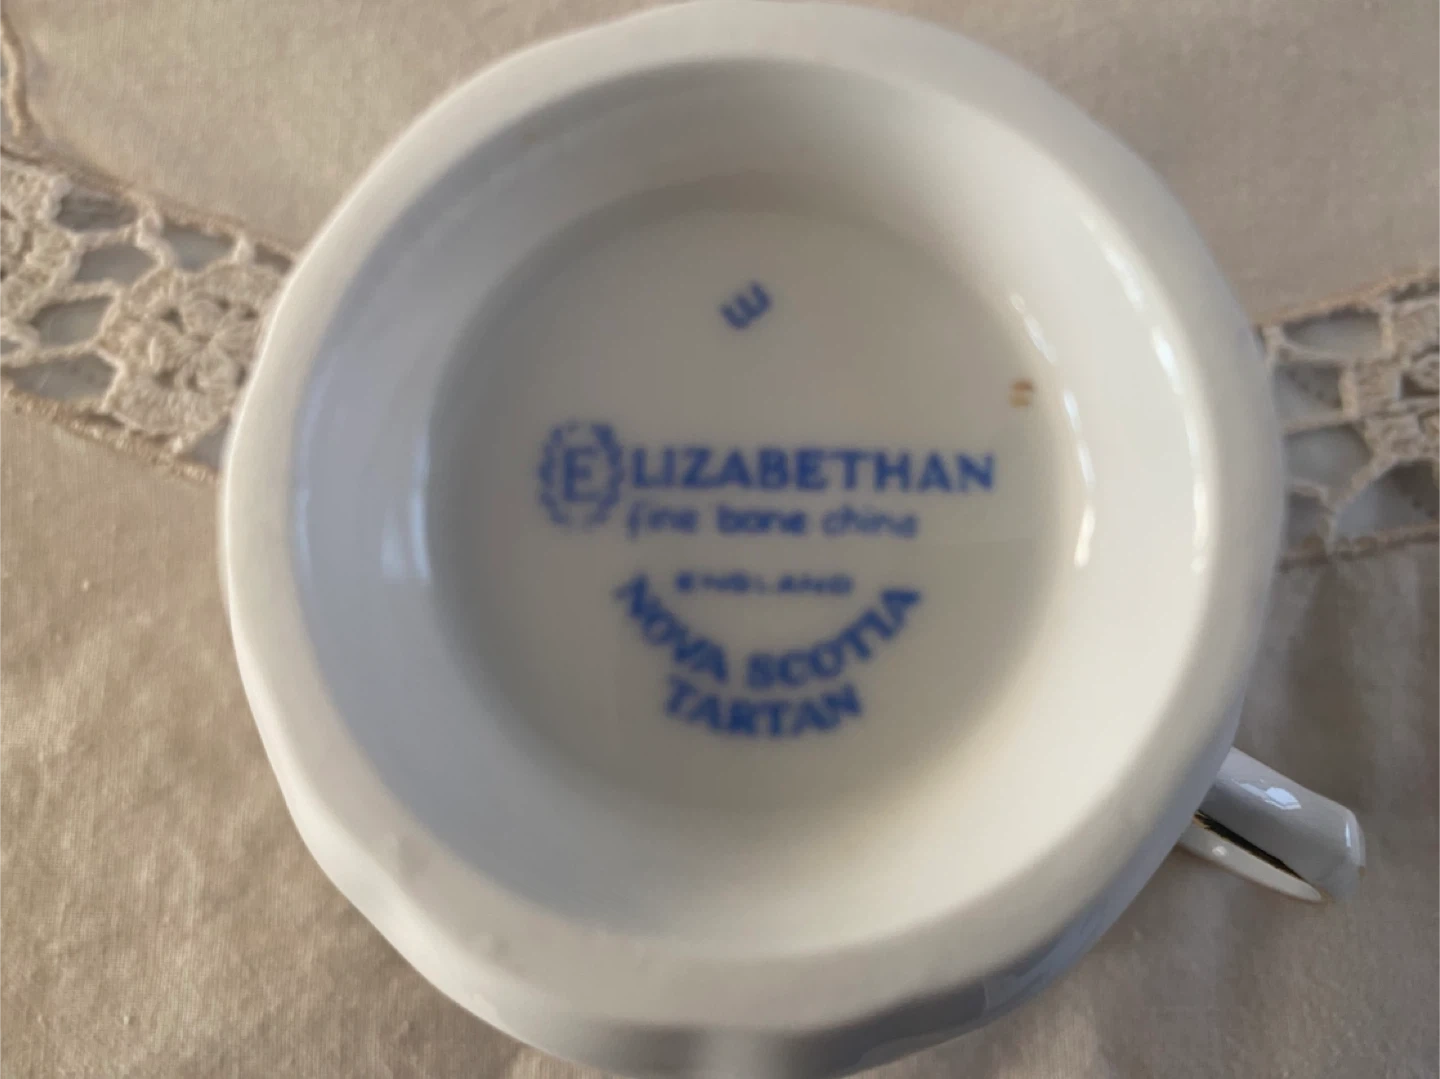 E
ELIZABETHAN
fine bone china
ENGLAND
NOVA SCOTIA
TARTAN